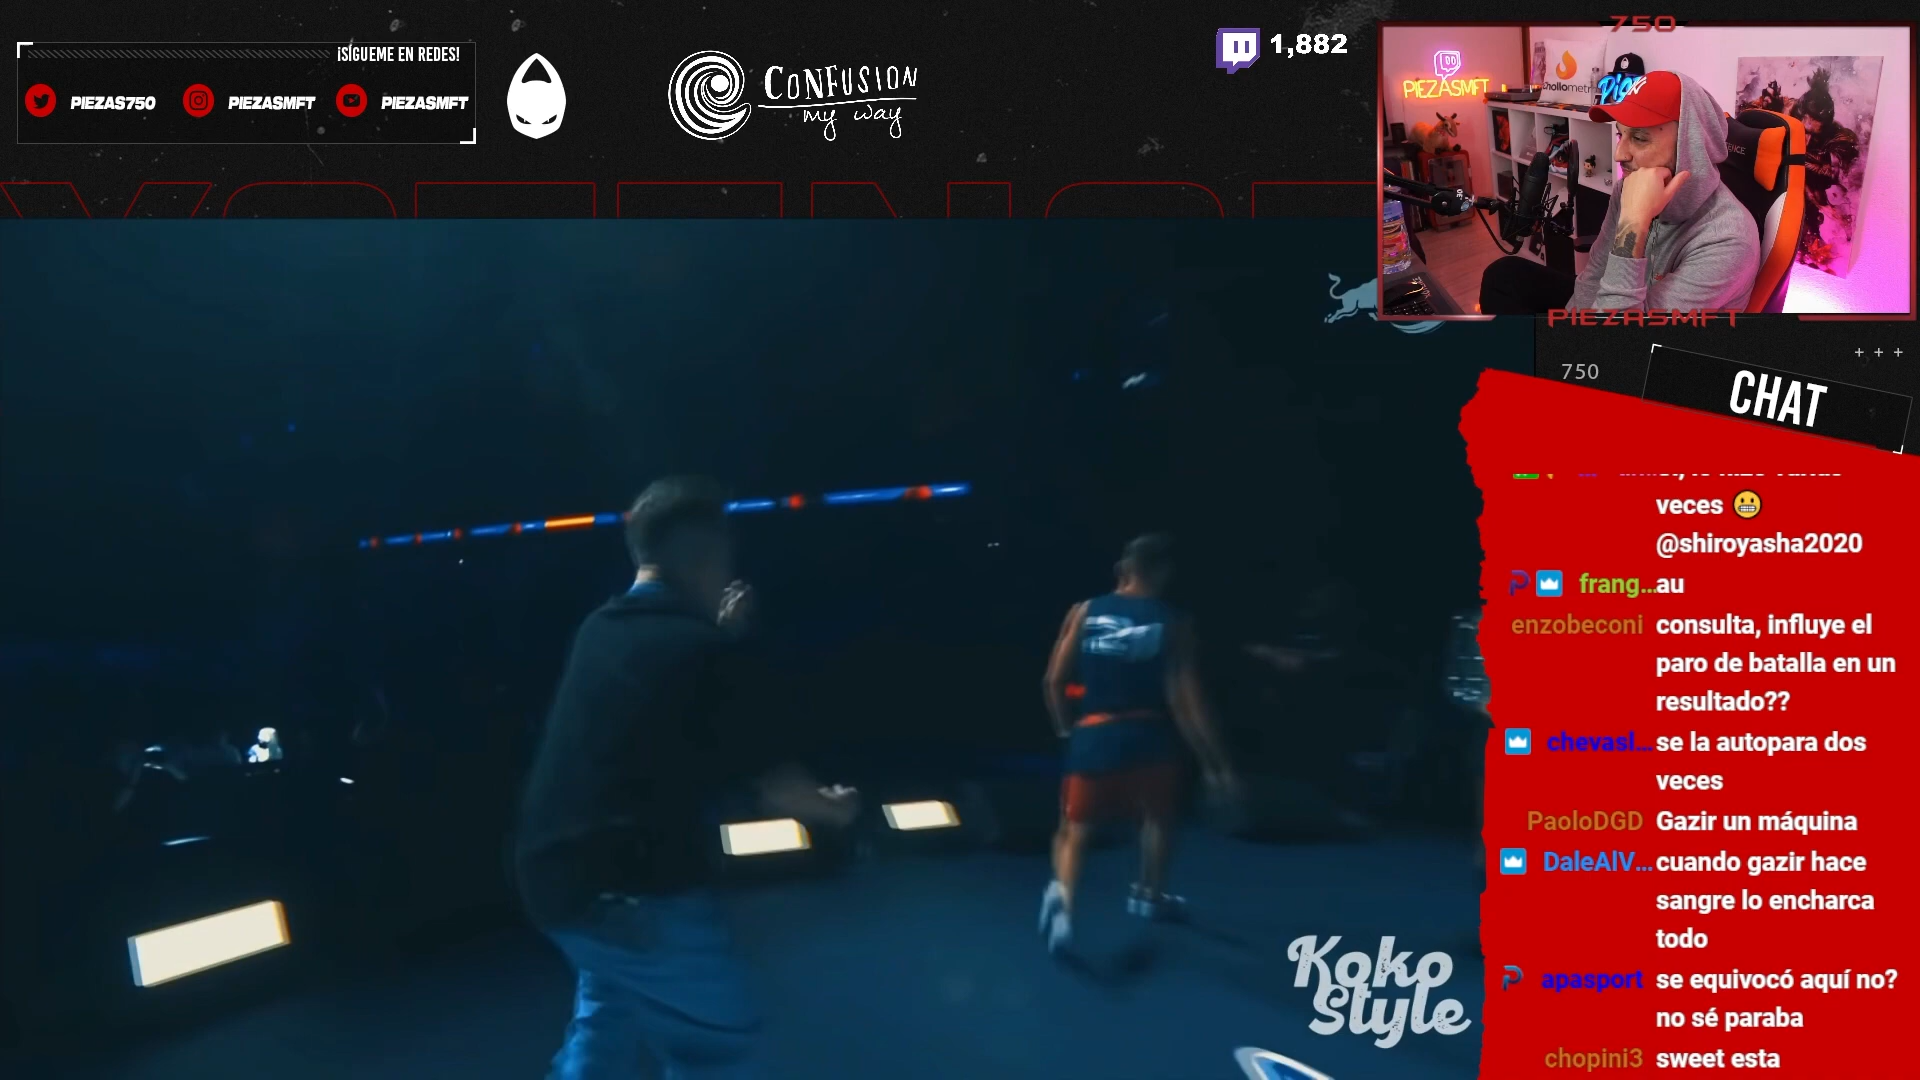 ¡SÍGUEME EN REDES!
PIEZAS750
PIEZASMFT
PIEZASMFT
CONFUSION
my way
1,882
750
PIEZASMFT
PIEZASMFT
750
CHAT
veces 😬
@shiroyasha2020
frang... au
enzobeconi consulta, influye el
paro de batalla en un
resultado??
chevasl... se la autopara dos
veces
PaoloDGD Gazir un máquina
DaleAlV... cuando gazir hace
sangre lo encharca
todo
apasport se equivocó aquí no?
no sé paraba
chopini3 sweet esta
Koko
Style